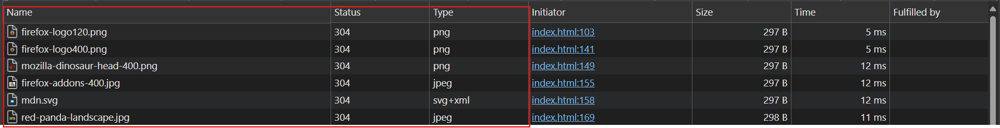 Name Status Type Initiator Size Time Fulfilled by
firefox-logo120.png 304 png index.html:103 297 B 5 ms
firefox-logo400.png 304 png index.html:141 297 B 5 ms
mozilla-dinosaur-head-400.png 304 png index.html:149 297 B 12 ms
firefox-addons-400.jpg 304 jpeg index.html:155 297 B 12 ms
mdn.svg 304 svg+xml index.html:158 297 B 12 ms
red-panda-landscape.jpg 304 jpeg index.html:169 298 B 11 ms